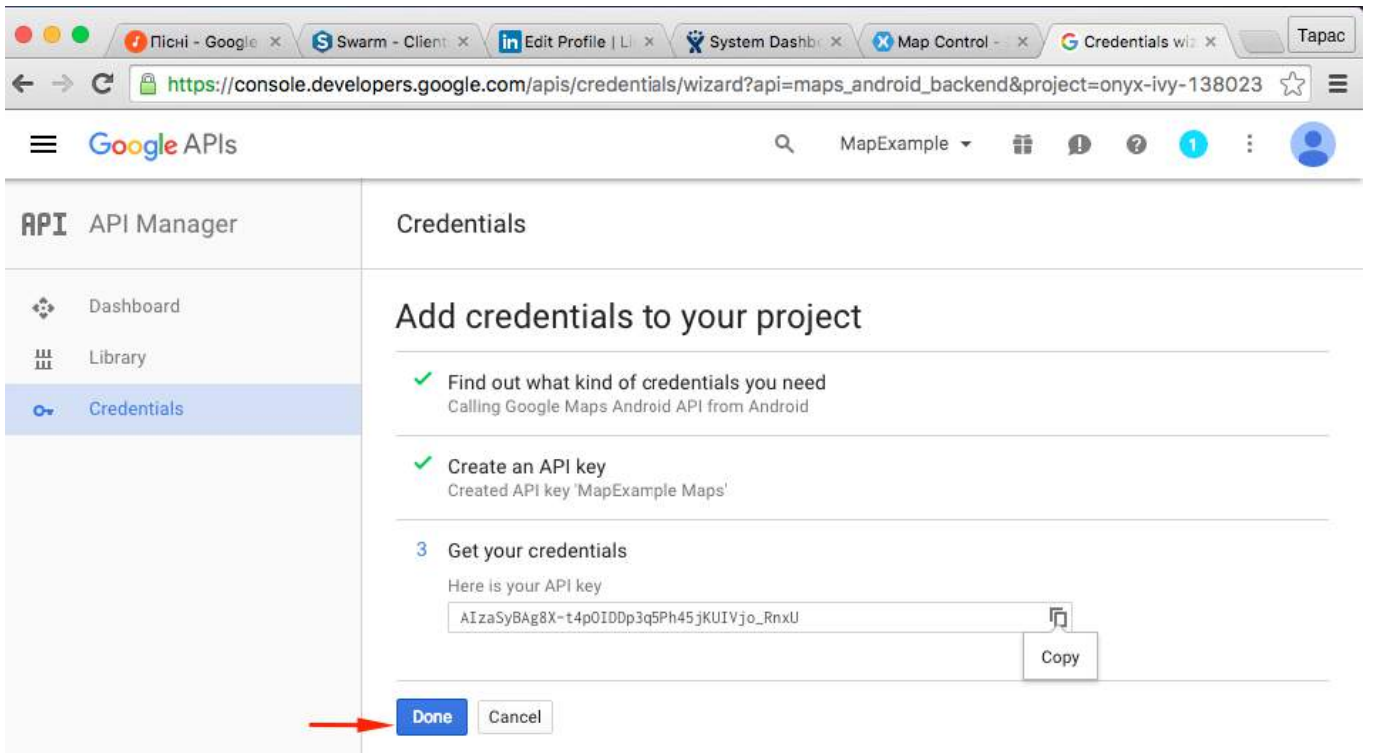 Пісні - Google
Swarm - Client
Edit Profile | Li
System Dashbo
Map Control -
Credentials wiz
Тарас
https://console.developers.google.com/apis/credentials/wizard?api=maps_android_backend&project=onyx-ivy-138023
Google APIs
MapExample
1
API API Manager
Credentials
Dashboard
Library
Credentials
Add credentials to your project
Find out what kind of credentials you need
Calling Google Maps Android API from Android
Create an API key
Created API key 'MapExample Maps'
3 Get your credentials
Here is your API key
AIzaSyBAg8X-t4pOIDDp3q5Ph45jKUIVjo_RnxU
Copy
Done
Cancel